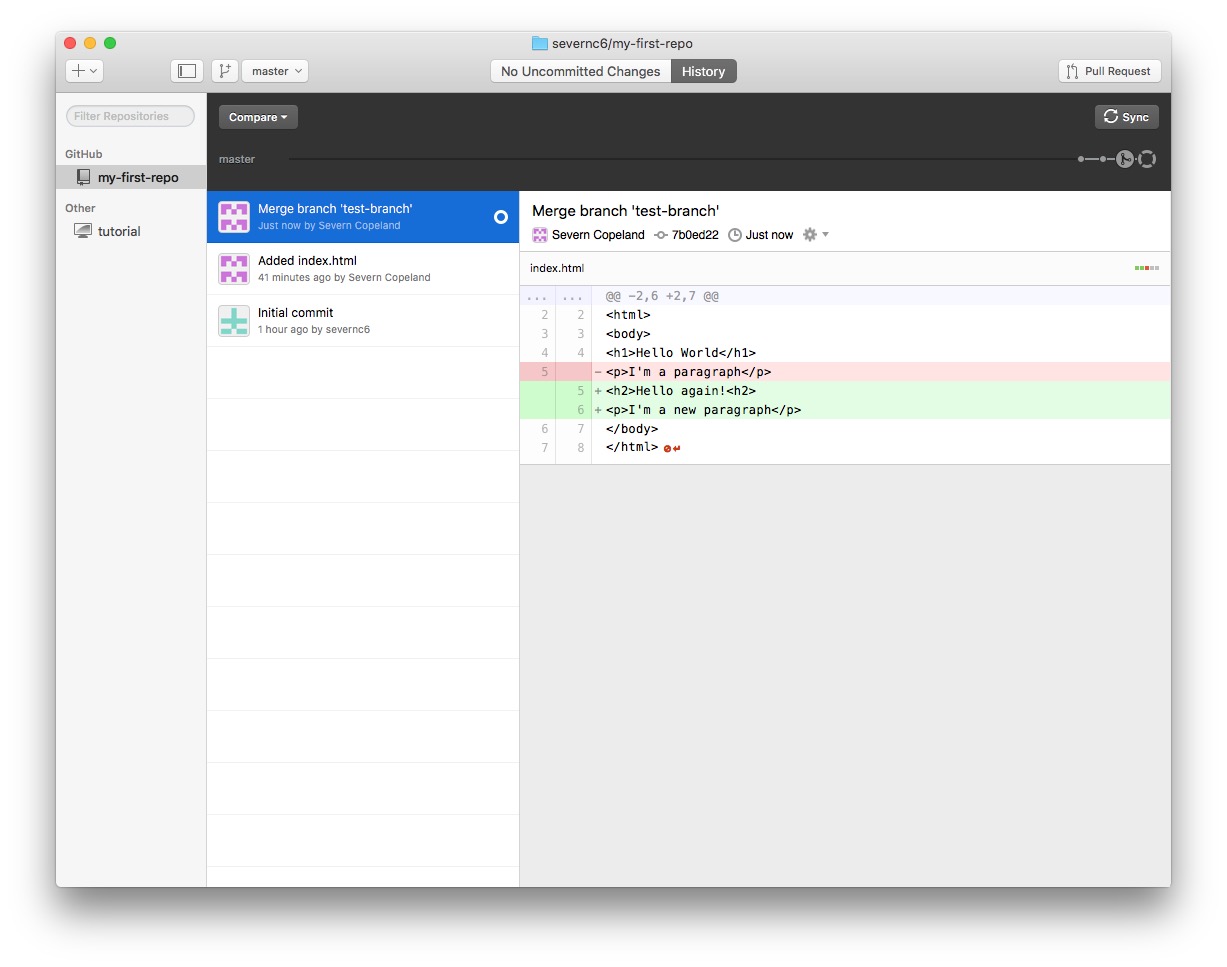 severnc6/my-first-repo
master
No Uncommitted Changes
History
Pull Request
Filter Repositories
GitHub
my-first-repo
Other
tutorial
Compare
Sync
master
Merge branch 'test-branch'
Just now by Severn Copeland
Added index.html
41 minutes ago by Severn Copeland
Initial commit
1 hour ago by severnc6
Merge branch 'test-branch'
Severn Copeland 7b0ed22 Just now
index.html
... ... @@ -2,6 +2,7 @@
2 2 <html>
3 3 <body>
4 4 <h1>Hello World</h1>
5 - <p>I'm a paragraph</p>
5 + <h2>Hello again!<h2>
6 + <p>I'm a new paragraph</p>
6 7 </body>
7 8 </html>